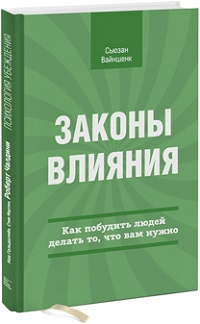 Сьюзан
Вайншенк
ЗАКОНЫ
ВЛИЯНИЯ
Как побудить людей
делать то, что вам нужно
Роберт Чалдини
ПСИХОЛОГИЯ УБЕЖДЕНИЯ